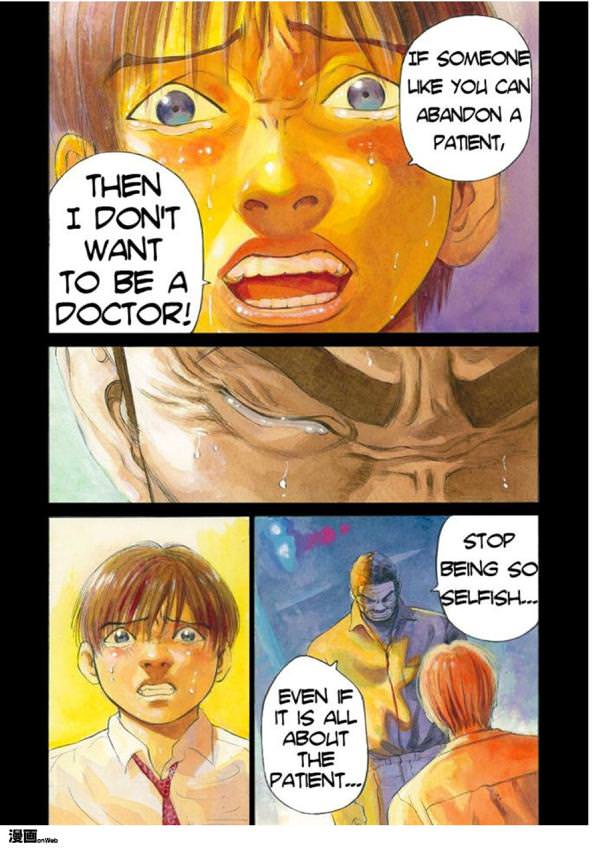 IF SOMEONE
LIKE YOU CAN
ABANDON A
PATIENT,
THEN
I DON'T
WANT
TO BE A
DOCTOR!
STOP
BEING SO
SELFISH...
EVEN IF
IT IS ALL
ABOUT
THE
PATIENT...
漫画onWeb